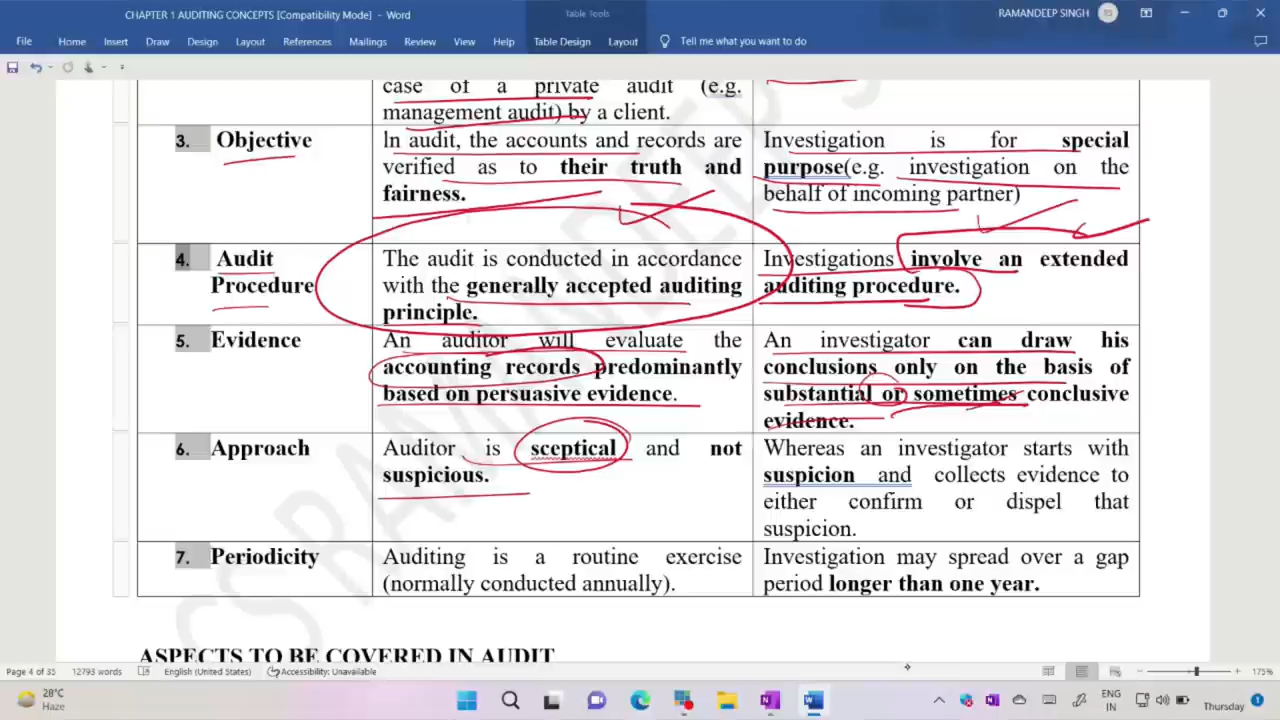 CHAPTER 1 AUDITING CONCEPTS [Compatibility Mode] - Word
Table Tools
RAMANDEEP SINGH
RS
File Home Insert Draw Design Layout References Mailings Review View Help Table Design Layout Tell me what you want to do
case of a private audit (e.g.
management audit) by a client.
3. Objective
In audit, the accounts and records are
verified as to their truth and
fairness.
Investigation is for special
purpose(e.g. investigation on the
behalf of incoming partner)
4. Audit
Procedure
The audit is conducted in accordance
with the generally accepted auditing
principle.
Investigations involve an extended
auditing procedure.
5. Evidence
An auditor will evaluate the
accounting records predominantly
based on persuasive evidence.
An investigator can draw his
conclusions only on the basis of
substantial or sometimes conclusive
evidence.
6. Approach
Auditor is sceptical and not
suspicious.
Whereas an investigator starts with
suspicion and collects evidence to
either confirm or dispel that
suspicion.
7. Periodicity
Auditing is a routine exercise
(normally conducted annually).
Investigation may spread over a gap
period longer than one year.
CS RAMANDEEP S
ASPECTS TO BE COVERED IN AUDIT
Page 4 of 35 12793 words English (United States) Accessibility: Unavailable 175%
28°C
Haze
ENG
IN
Thursday